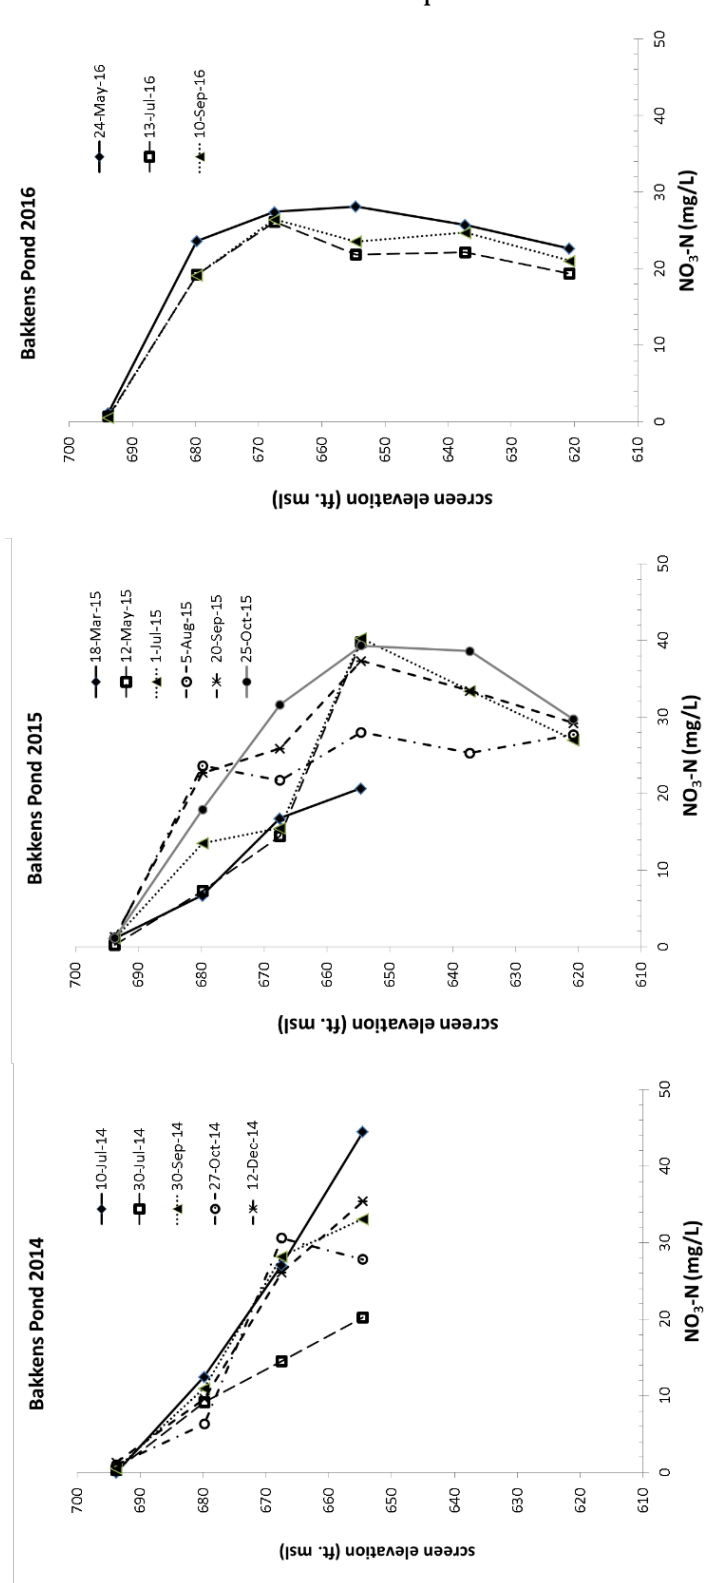 Bakkens Pond 2014
10-Jul-14
30-Jul-14
30-Sep-14
27-Oct-14
12-Dec-14
screen elevation (ft. msl)
700
690
680
670
660
650
640
630
620
610
0 10 20 30 40 50
NO₃-N (mg/L)
Bakkens Pond 2015
18-Mar-15
12-May-15
1-Jul-15
5-Aug-15
20-Sep-15
25-Oct-15
screen elevation (ft. msl)
700
690
680
670
660
650
640
630
620
610
0 10 20 30 40 50
NO₃-N (mg/L)
Bakkens Pond 2016
24-May-16
13-Jul-16
10-Sep-16
screen elevation (ft. msl)
700
690
680
670
660
650
640
630
620
610
0 10 20 30 40 50
NO₃-N (mg/L)